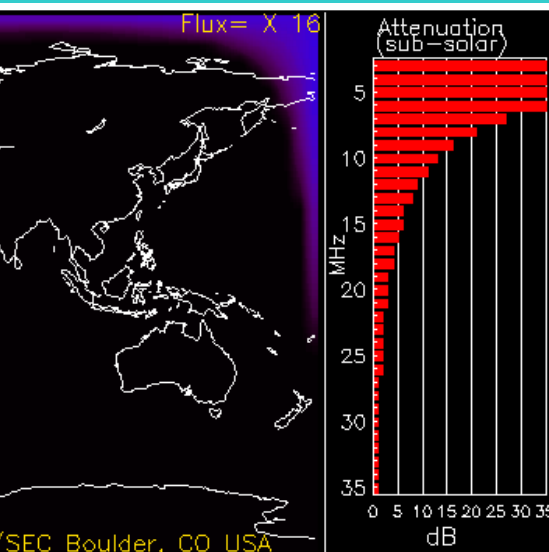 Flux= X 16
Attenuation
(sub-solar)
5
10
15
20
25
30
35
MHz
0 5 10 15 20 25 30 35
dB
/SEC Boulder, CO USA